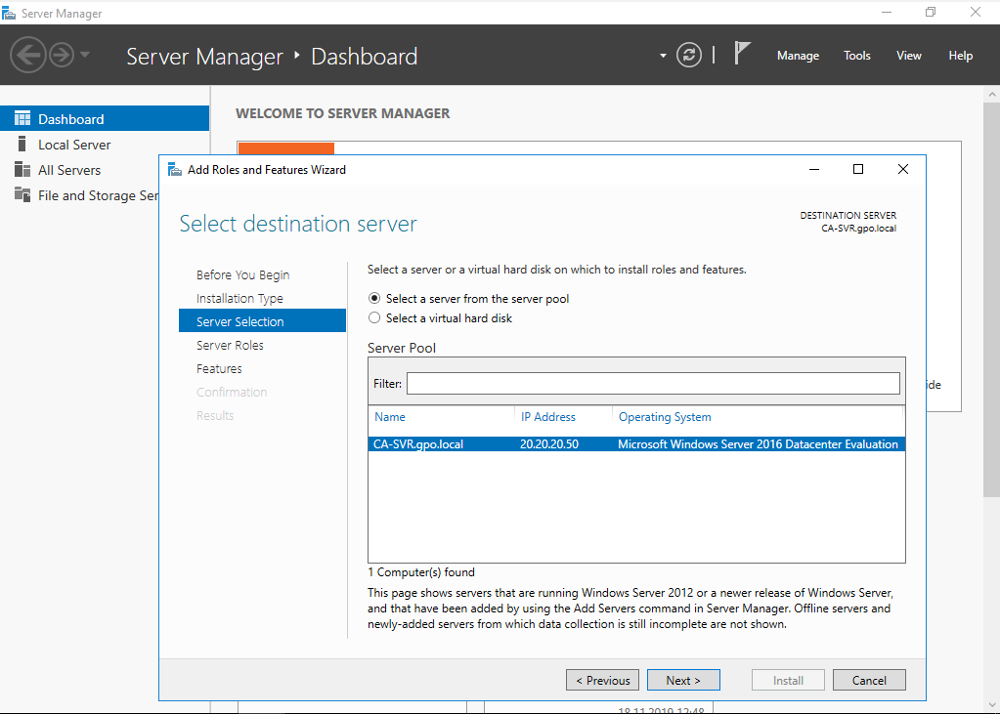 Server Manager
Server Manager ‣ Dashboard
Manage Tools View Help
Dashboard
Local Server
All Servers
File and Storage Ser
WELCOME TO SERVER MANAGER
Add Roles and Features Wizard
Select destination server
DESTINATION SERVER
CA-SVR.gpo.local
Before You Begin
Installation Type
Server Selection
Server Roles
Features
Confirmation
Results
Select a server or a virtual hard disk on which to install roles and features.
Select a server from the server pool
Select a virtual hard disk
Server Pool
Filter:
Name IP Address Operating System
CA-SVR.gpo.local 20.20.20.50 Microsoft Windows Server 2016 Datacenter Evaluation
1 Computer(s) found
This page shows servers that are running Windows Server 2012 or a newer release of Windows Server,
and that have been added by using the Add Servers command in Server Manager. Offline servers and
newly-added servers from which data collection is still incomplete are not shown.
ide
< Previous Next > Install Cancel
18.11.2019 12:48